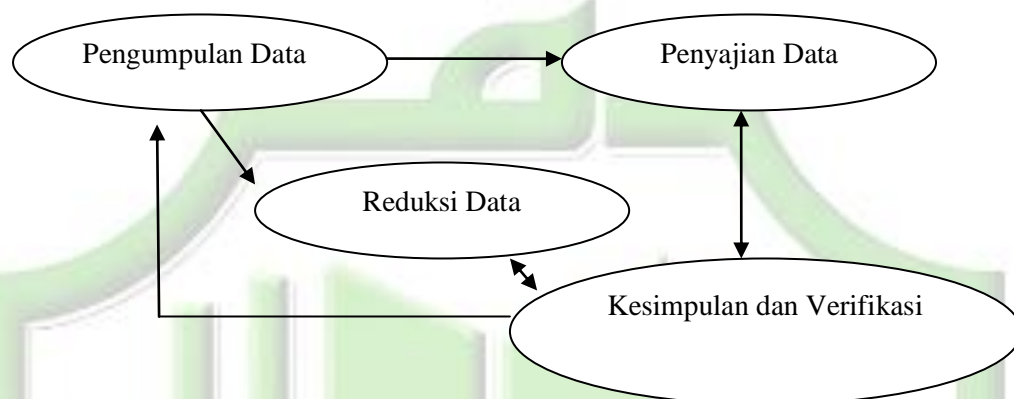 Pengumpulan Data
Penyajian Data
Reduksi Data
Kesimpulan dan Verifikasi